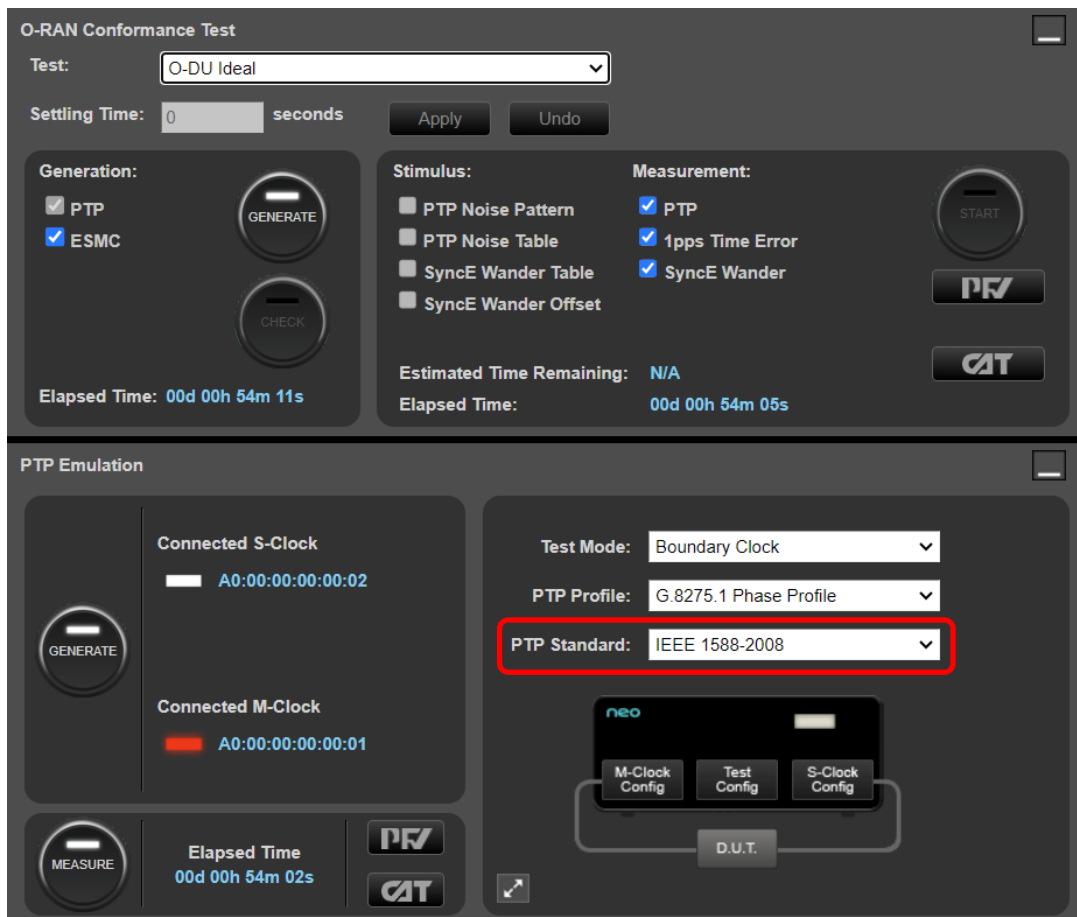 O-RAN Conformance Test
Test: O-DU Ideal
Settling Time: 0 seconds Apply Undo
Generation:
PTP
ESMC
GENERATE
CHECK
Elapsed Time: 00d 00h 54m 11s
Stimulus:
PTP Noise Pattern
PTP Noise Table
SyncE Wander Table
SyncE Wander Offset
Measurement:
PTP
1pps Time Error
SyncE Wander
START
PFV
CAT
Estimated Time Remaining: N/A
Elapsed Time: 00d 00h 54m 05s
PTP Emulation
GENERATE
Connected S-Clock
A0:00:00:00:00:02
Connected M-Clock
A0:00:00:00:00:01
MEASURE
Elapsed Time
00d 00h 54m 02s
PFV
CAT
Test Mode: Boundary Clock
PTP Profile: G.8275.1 Phase Profile
PTP Standard: IEEE 1588-2008
neo
M-Clock
Config
Test
Config
S-Clock
Config
D.U.T.